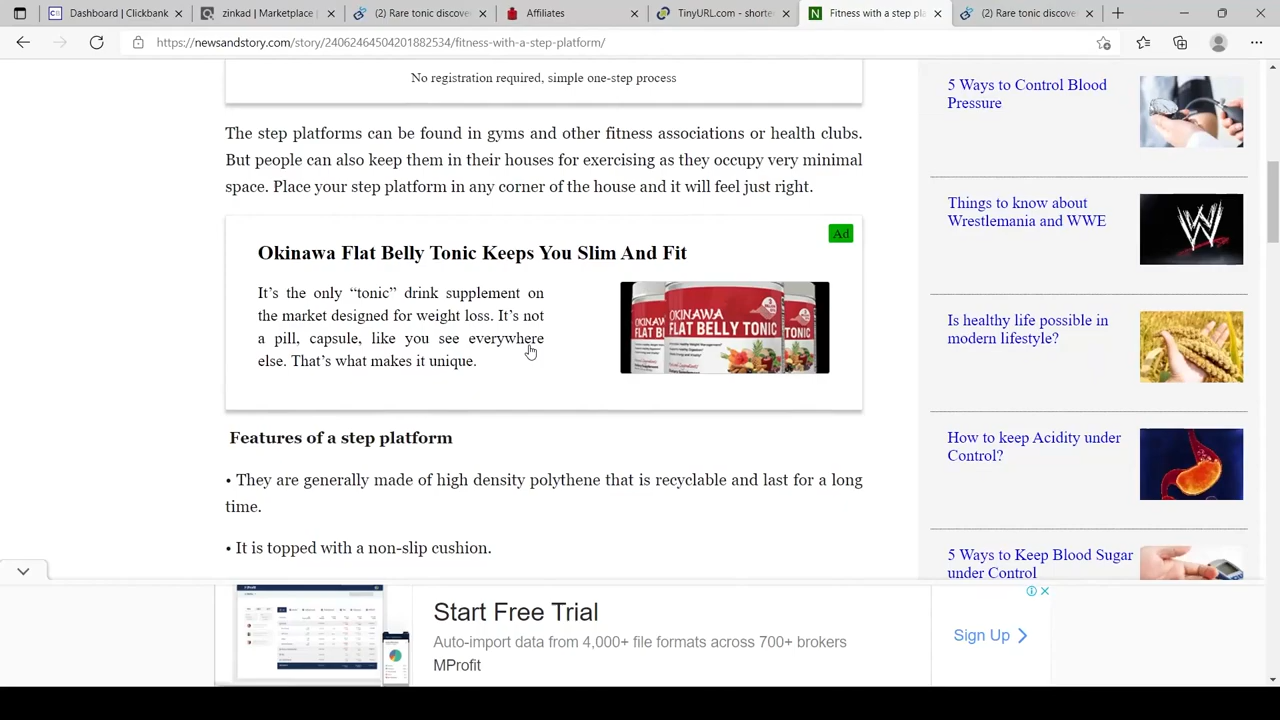 Dashboard | Clickbank
zinkad | Marketplace
(2) Rare tonic discove
Affiliates
TinyURL.com - shorte
Fitness with a step pl
(2) Rare tonic discove
https://newsandstory.com/story/24062464504201882534/fitness-with-a-step-platform/
No registration required, simple one-step process
The step platforms can be found in gyms and other fitness associations or health clubs.
But people can also keep them in their houses for exercising as they occupy very minimal
space. Place your step platform in any corner of the house and it will feel just right.
Ad
Okinawa Flat Belly Tonic Keeps You Slim And Fit
It’s the only “tonic” drink supplement on
the market designed for weight loss. It’s not
a pill, capsule, like you see everywhere
else. That’s what makes it unique.
OKINAWA
FLAT BELLY TONIC
Features of a step platform
• They are generally made of high density polythene that is recyclable and last for a long
time.
• It is topped with a non-slip cushion.
5 Ways to Control Blood
Pressure
Things to know about
Wrestlemania and WWE
Is healthy life possible in
modern lifestyle?
How to keep Acidity under
Control?
5 Ways to Keep Blood Sugar
under Control
Start Free Trial
Auto-import data from 4,000+ file formats across 700+ brokers
MProfit
Sign Up